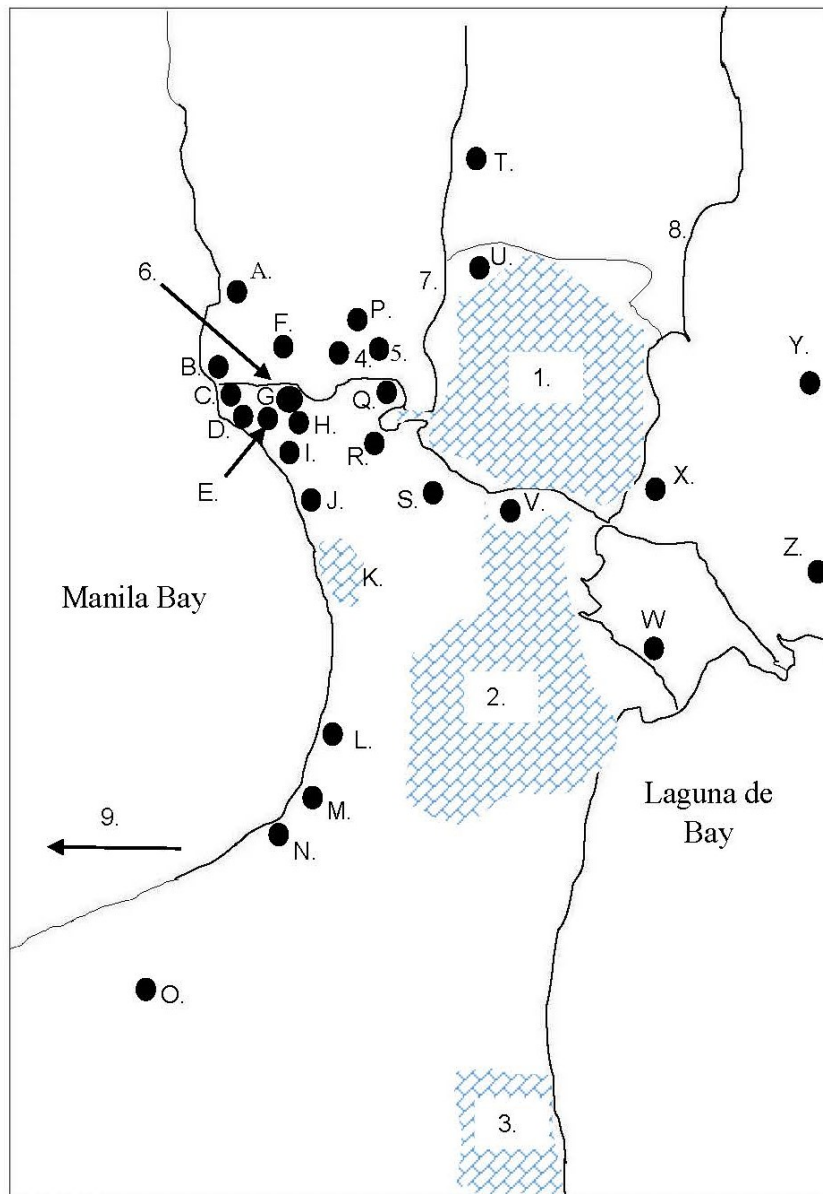 T.
8.
6.
A.
U.
7.
P.
F.
4.
5.
B.
1.
Y.
C.
G
Q.
D.
H.
I.
R.
E.
J.
S.
V.
X.
K.
Z.
Manila Bay
W
2.
L.
Laguna de
Bay
M.
9.
N.
O.
3.